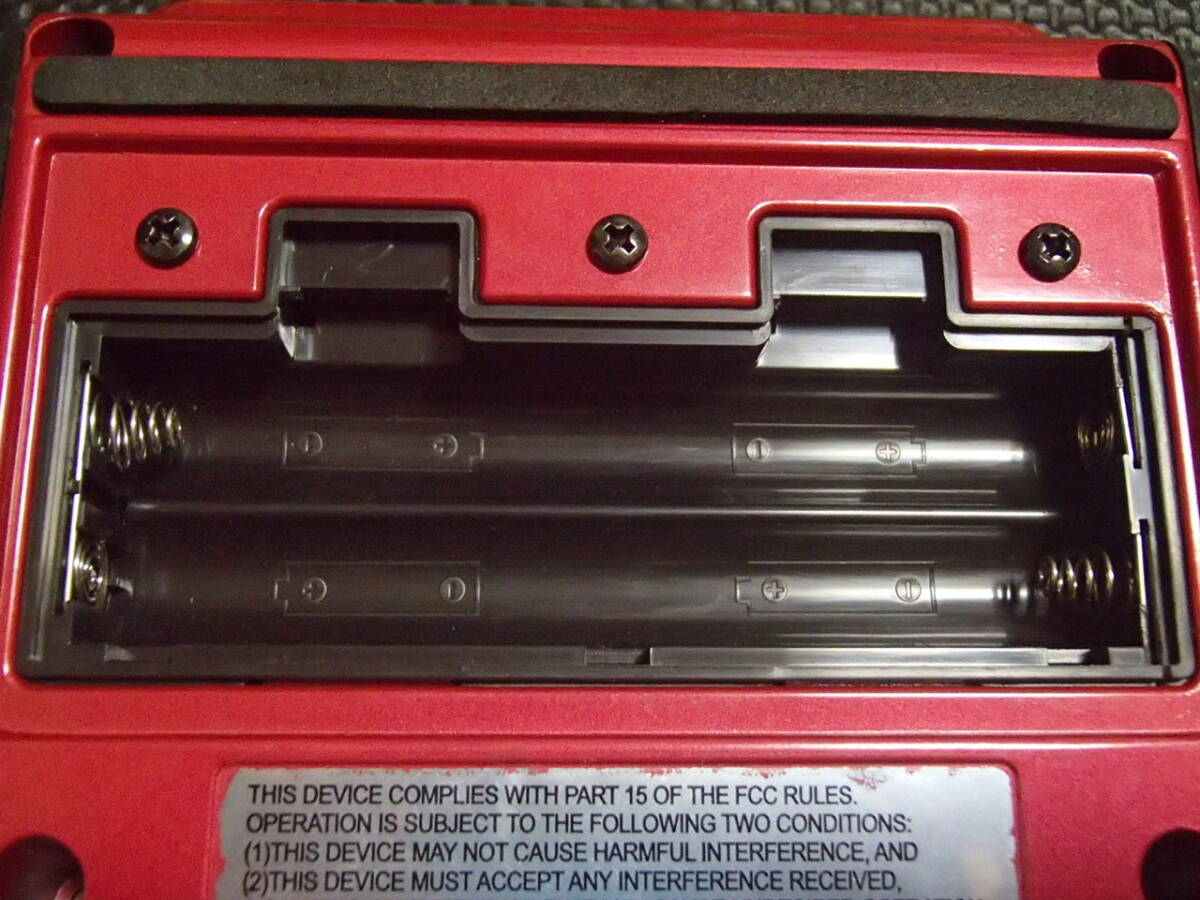 - + - +
+ - + -
THIS DEVICE COMPLIES WITH PART 15 OF THE FCC RULES.
OPERATION IS SUBJECT TO THE FOLLOWING TWO CONDITIONS:
(1)THIS DEVICE MAY NOT CAUSE HARMFUL INTERFERENCE, AND
(2)THIS DEVICE MUST ACCEPT ANY INTERFERENCE RECEIVED,